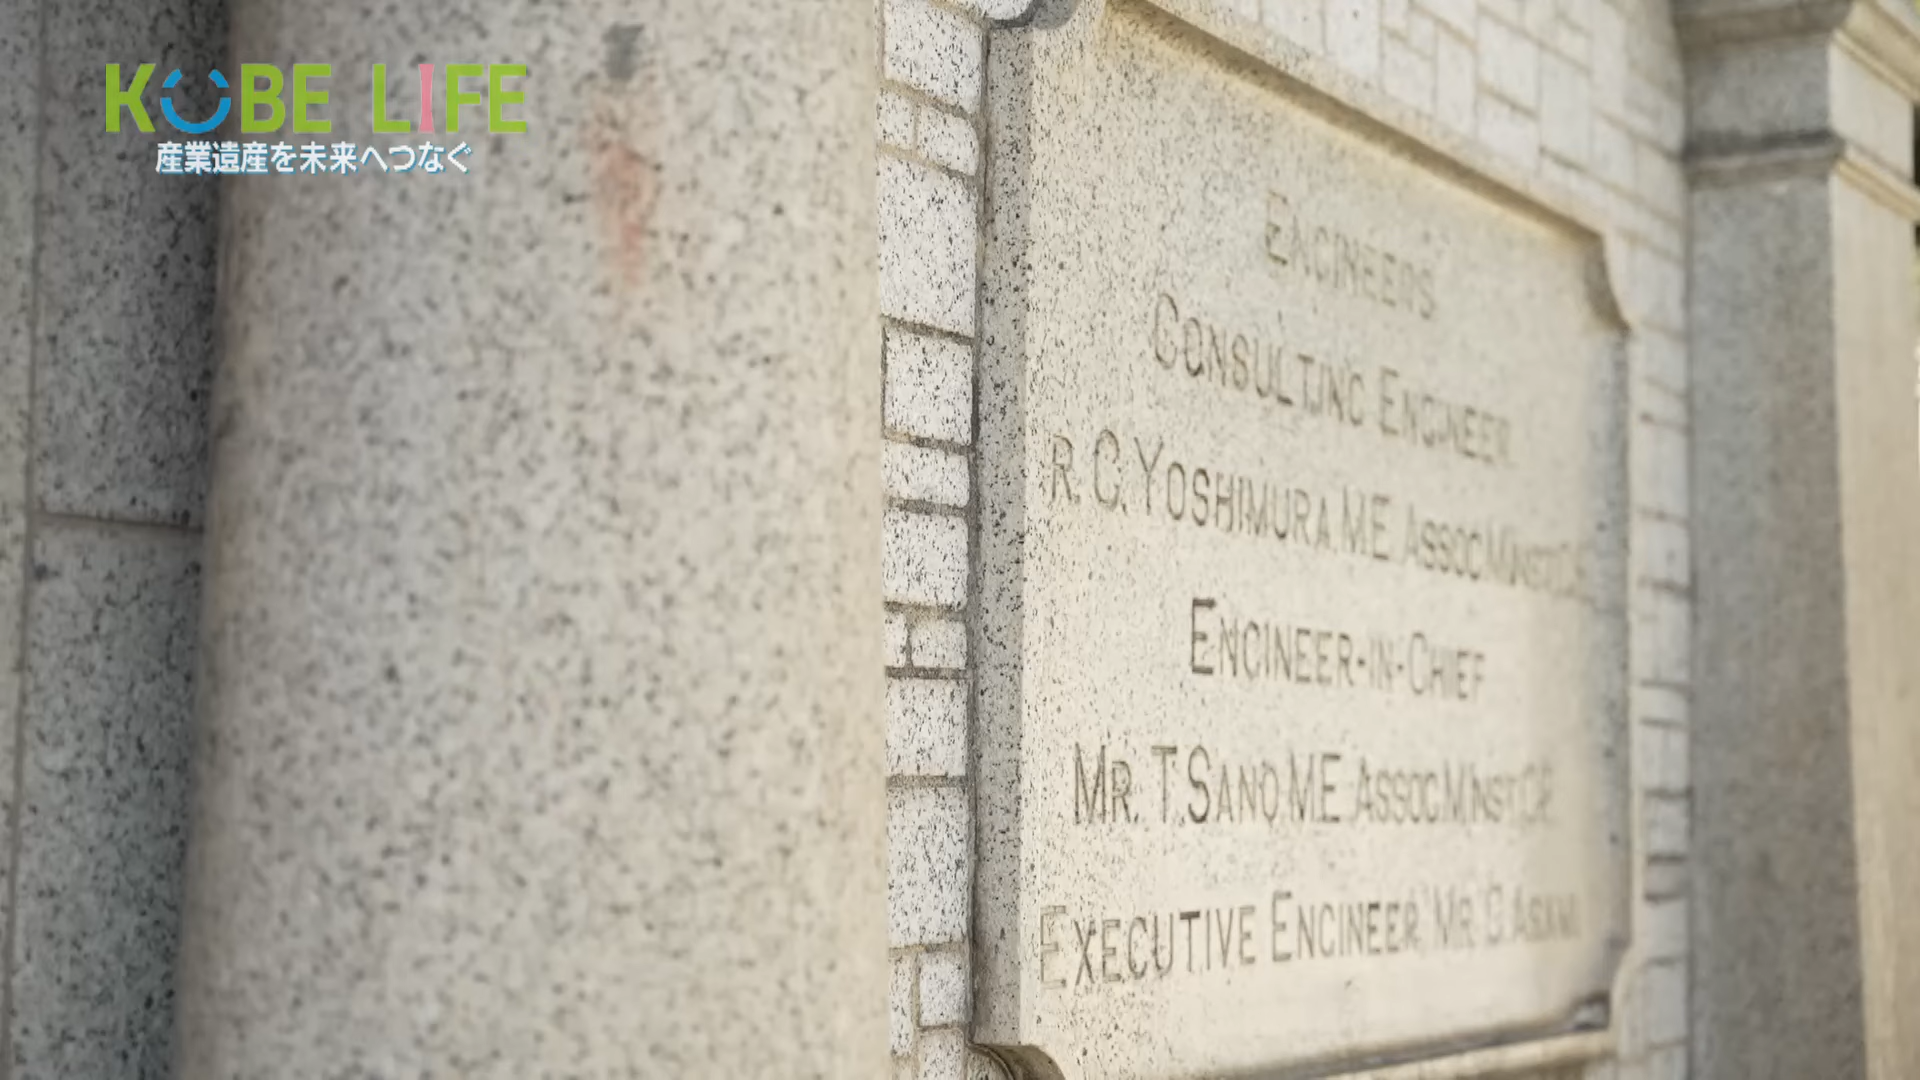 KOBE LIFE
産業遺産を未来へつなぐ
ENGINEERS
CONSULTING ENGINEER
R. C. YOSHIMURA. M.E. ASSOC.M.INST.C.E.
ENGINEER-IN-CHIEF
MR. T. SANO. M.E. ASSOC.M.INST.C.E.
EXECUTIVE ENGINEER MR. G.